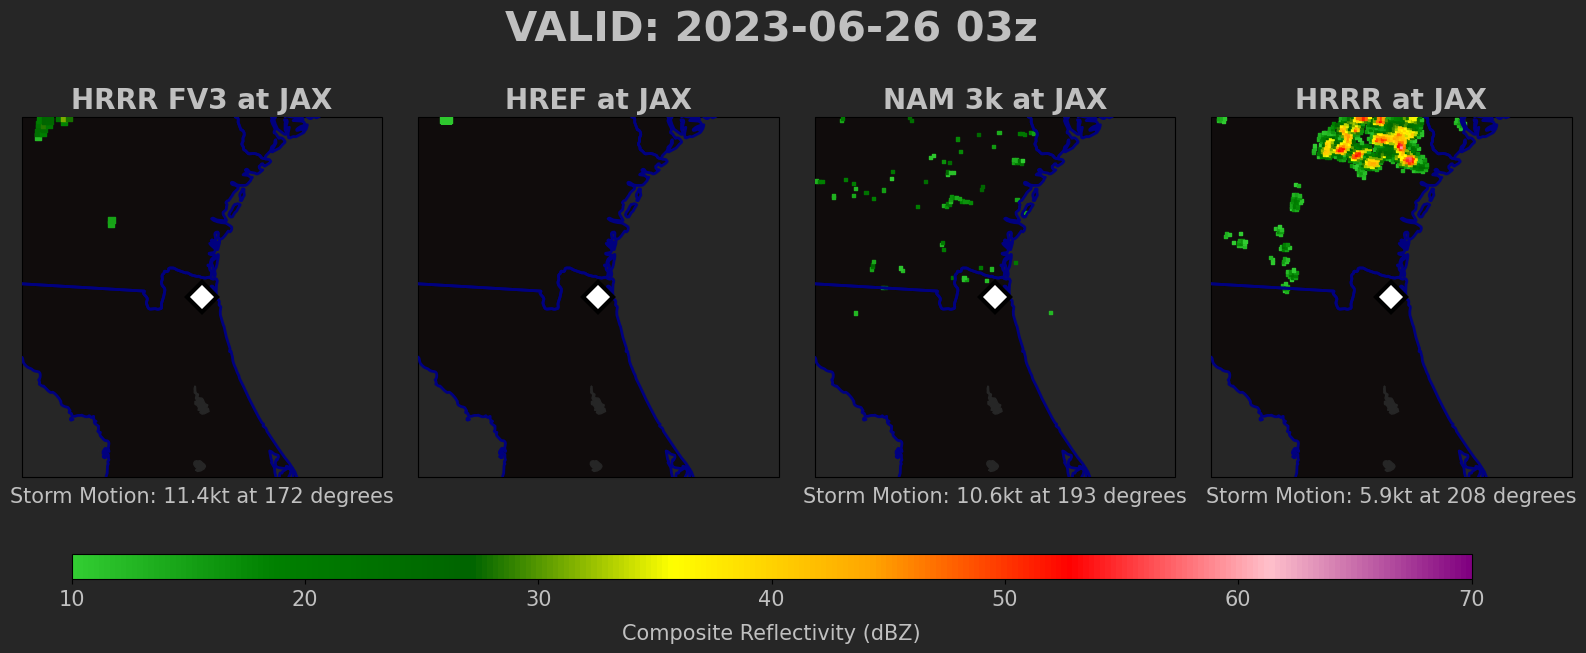 VALID: 2023-06-26 03z
HRRR FV3 at JAX
HREF at JAX
NAM 3k at JAX
HRRR at JAX
Storm Motion: 11.4kt at 172 degrees
Storm Motion: 10.6kt at 193 degrees
Storm Motion: 5.9kt at 208 degrees
10 20 30 40 50 60 70
Composite Reflectivity (dBZ)